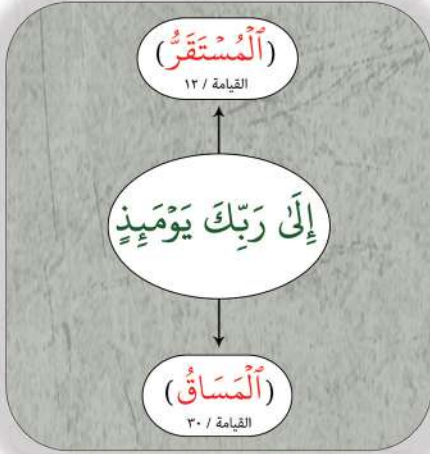 (ٱلۡمُسۡتَقَرُّ)
القيامة / ١٢
إِلَىٰ رَبِّكَ يَوۡمَئِذٍ
(ٱلۡمَسَاقُ)
القيامة / ٣٠